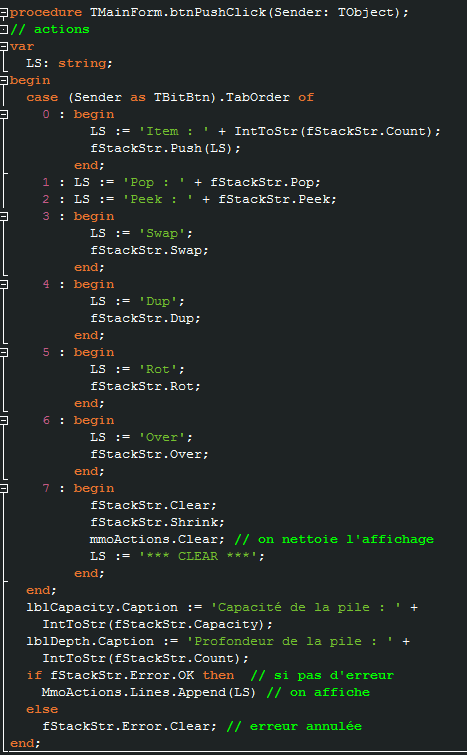 procedure TMainForm.btnPushClick(Sender: TObject);
// actions
var
  LS: string;
begin
  case (Sender as TBitBtn).TabOrder of
    0 : begin
          LS := 'Item : ' + IntToStr(fStackStr.Count);
          fStackStr.Push(LS);
        end;
    1 : LS := 'Pop : ' + fStackStr.Pop;
    2 : LS := 'Peek : ' + fStackStr.Peek;
    3 : begin
          LS := 'Swap';
          fStackStr.Swap;
        end;
    4 : begin
          LS := 'Dup';
          fStackStr.Dup;
        end;
    5 : begin
          LS := 'Rot';
          fStackStr.Rot;
        end;
    6 : begin
          LS := 'Over';
          fStackStr.Over;
        end;
    7 : begin
          fStackStr.Clear;
          fStackStr.Shrink;
          mmoActions.Clear; // on nettoie l'affichage
          LS := '*** CLEAR ***';
        end;
  end;
  lblCapacity.Caption := 'Capacité de la pile : ' +
    IntToStr(fStackStr.Capacity);
  lblDepth.Caption := 'Profondeur de la pile : ' +
    IntToStr(fStackStr.Count);
  if fStackStr.Error.OK then  // si pas d'erreur
    MmoActions.Lines.Append(LS) // on affiche
  else
    fStackStr.Error.Clear; // erreur annulée
end;